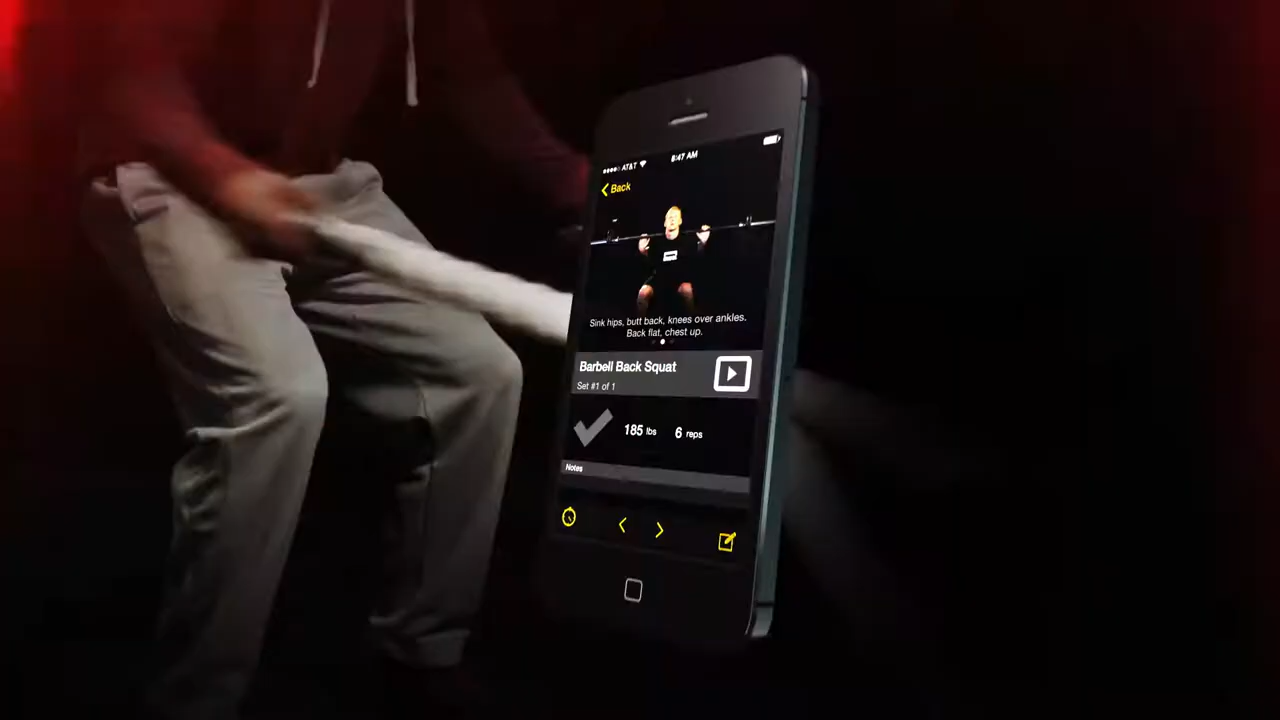 AT&T 8:47 AM
Back
Sink hips, butt back, knees over ankles.
Back flat, chest up.
Barbell Back Squat
Set #1 of 1
185 lbs 6 reps
Notes